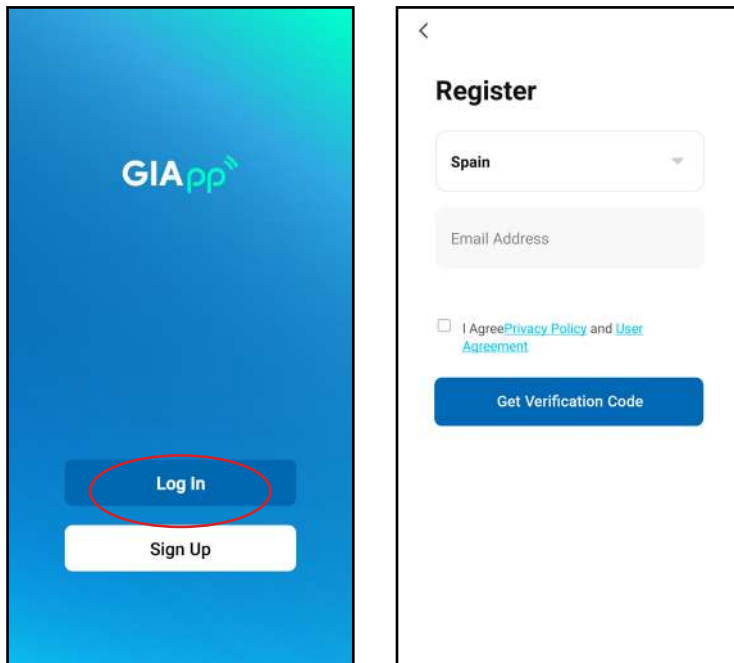 GIApp
Log In
Sign Up
Register
Spain
Email Address
I AgreePrivacy Policy and User
Agreement
Get Verification Code